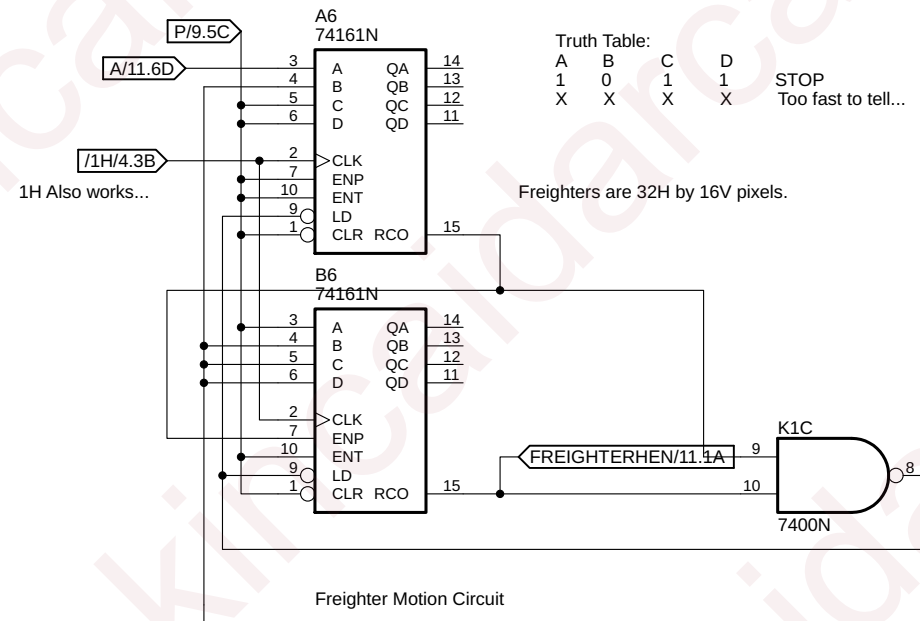 A6
74161N
P/9.5C
A/11.6D
/1H/4.3B
1H Also works...
3 A QA 14
4 B QB 13
5 C QC 12
6 D QD 11
2 CLK
7 ENP
10 ENT
9 LD
1 CLR RCO 15
Truth Table:
A B C D
1 0 1 1 STOP
X X X X Too fast to tell...
Freighters are 32H by 16V pixels.
B6
74161N
3 A QA 14
4 B QB 13
5 C QC 12
6 D QD 11
2 CLK
7 ENP
10 ENT
9 LD
1 CLR RCO 15
FREIGHTERHEN/11.1A
K1C
9
10
8
7400N
Freighter Motion Circuit
kincaidarcade